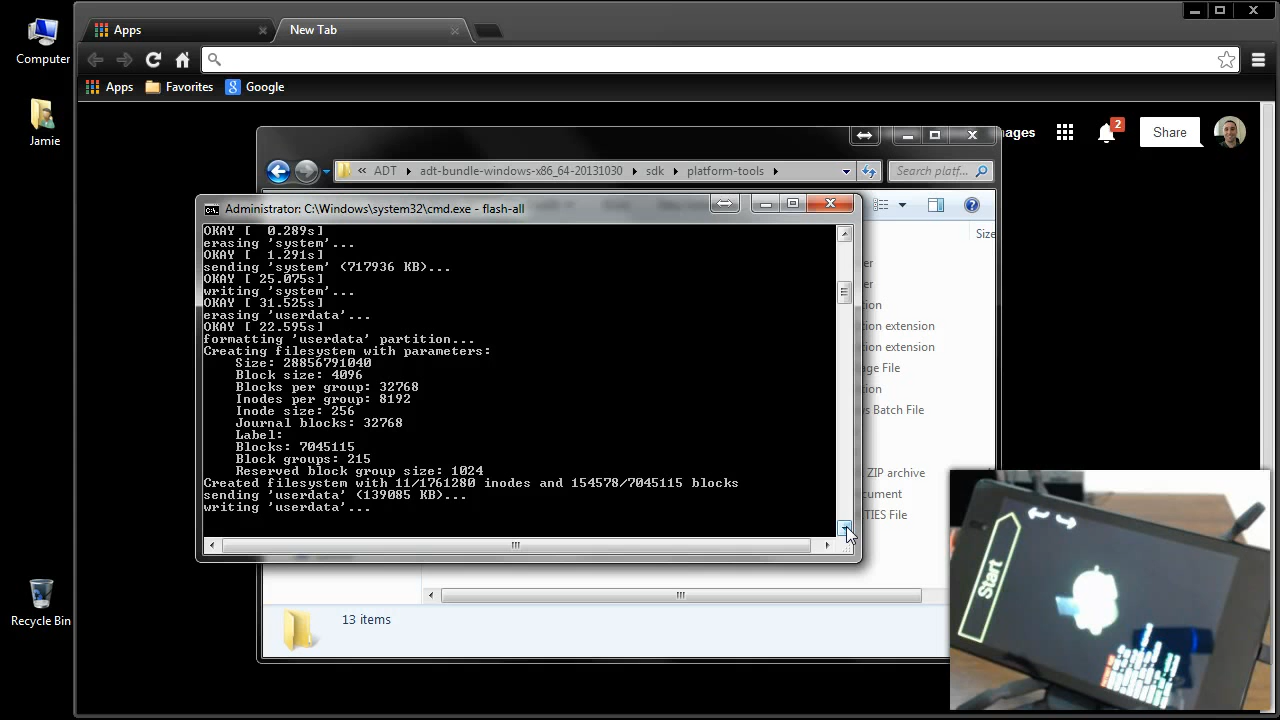 Computer
Jamie
Recycle Bin
Apps
New Tab
Apps
Favorites
Google
ages
2
Share
« ADT
adt-bundle-windows-x86_64-20131030
sdk
platform-tools
Search platf...
Size
Administrator: C:\Windows\system32\cmd.exe - flash-all
OKAY [  0.289s]
erasing 'system'...
OKAY [  1.291s]
sending 'system' (717936 KB)...
OKAY [ 25.075s]
writing 'system'...
OKAY [ 31.525s]
erasing 'userdata'...
OKAY [ 22.595s]
formatting 'userdata' partition...
Creating filesystem with parameters:
    Size: 28856791040
    Block size: 4096
    Blocks per group: 32768
    Inodes per group: 8192
    Inode size: 256
    Journal blocks: 32768
    Label:
    Blocks: 7045115
    Block groups: 215
    Reserved block group size: 1024
Created filesystem with 11/1761280 inodes and 154578/7045115 blocks
sending 'userdata' (139085 KB)...
writing 'userdata'...
er
er
ion
tion extension
tion extension
ge File
ion
s Batch File
ZIP archive
cument
TIES File
13 items
Start